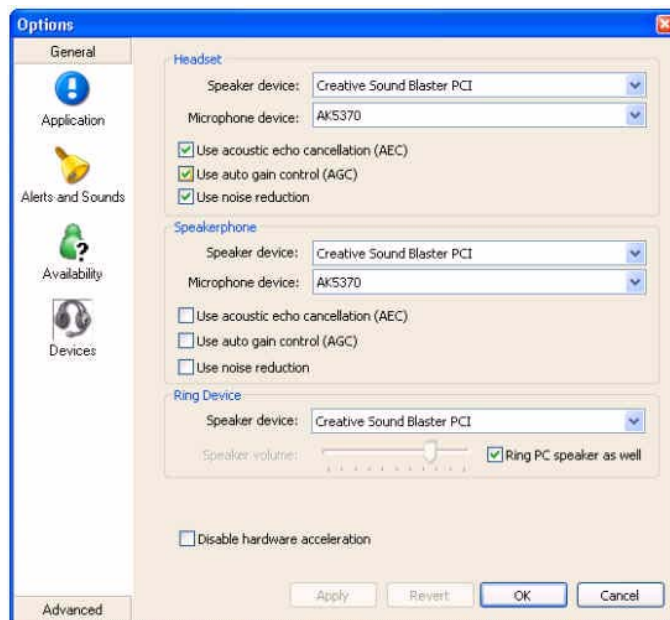 Options
General
Application
Alerts and Sounds
Availability
Devices
Advanced
Headset
Speaker device: Creative Sound Blaster PCI
Microphone device: AK5370
Use acoustic echo cancellation (AEC)
Use auto gain control (AGC)
Use noise reduction
Speakerphone
Speaker device: Creative Sound Blaster PCI
Microphone device: AK5370
Use acoustic echo cancellation (AEC)
Use auto gain control (AGC)
Use noise reduction
Ring Device
Speaker device: Creative Sound Blaster PCI
Speaker volume: Ring PC speaker as well
Disable hardware acceleration
Apply Revert OK Cancel